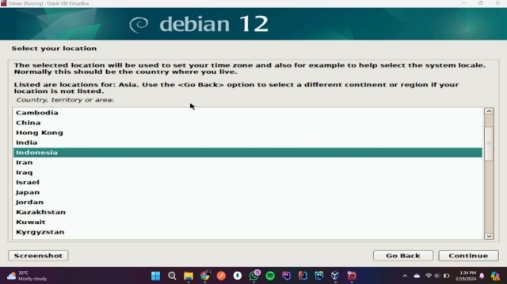 Debian [Running] - Oracle VM VirtualBox
debian 12
Select your location
The selected location will be used to set your time zone and also for example to help select the system locale.
Normally this should be the country where you live.
Listed are locations for: Asia. Use the <Go Back> option to select a different continent or region if your
location is not listed.
Country, territory or area:
Cambodia
China
Hong Kong
India
Indonesia
Iran
Iraq
Israel
Japan
Jordan
Kazakhstan
Kuwait
Kyrgyzstan
Screenshot
Go Back
Continue
32°C
Mostly cloudy
1:34 PM
2/15/2024